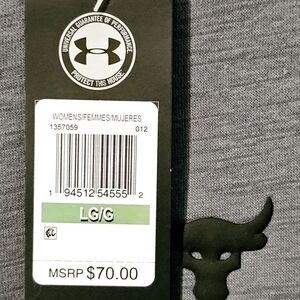 UNIVERSAL GUARANTEE OF PERFORMANCE
PROTECT THIS HOUSE
WOMENS/FEMMES/MUJERES
1357059 012
1 94512 54555 2
LG/G
MSRP $70.00